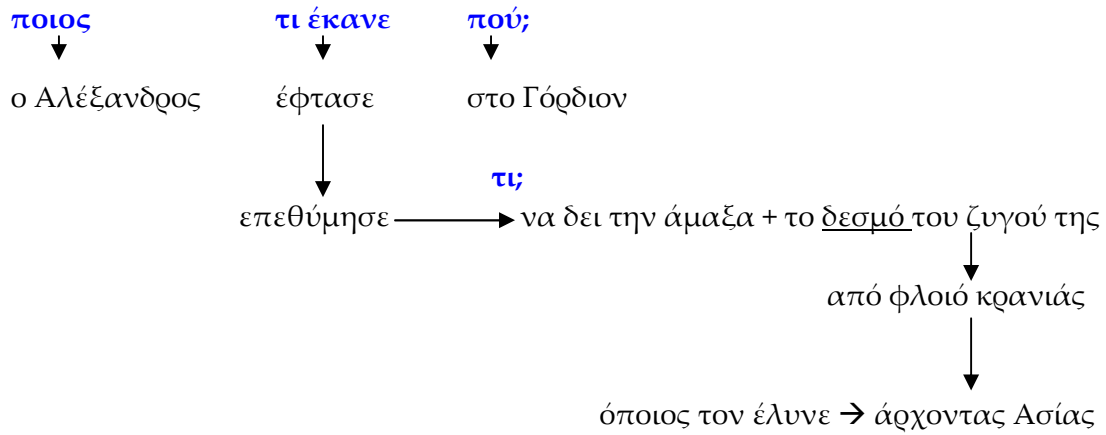 ποιος τι έκανε πού;
ο Αλέξανδρος έφτασε στο Γόρδιον
τι;
επεθύμησε να δει την άμαξα + το δεσμό του ζυγού της
από φλοιό κρανιάς
όποιος τον έλυνε → άρχοντας Ασίας